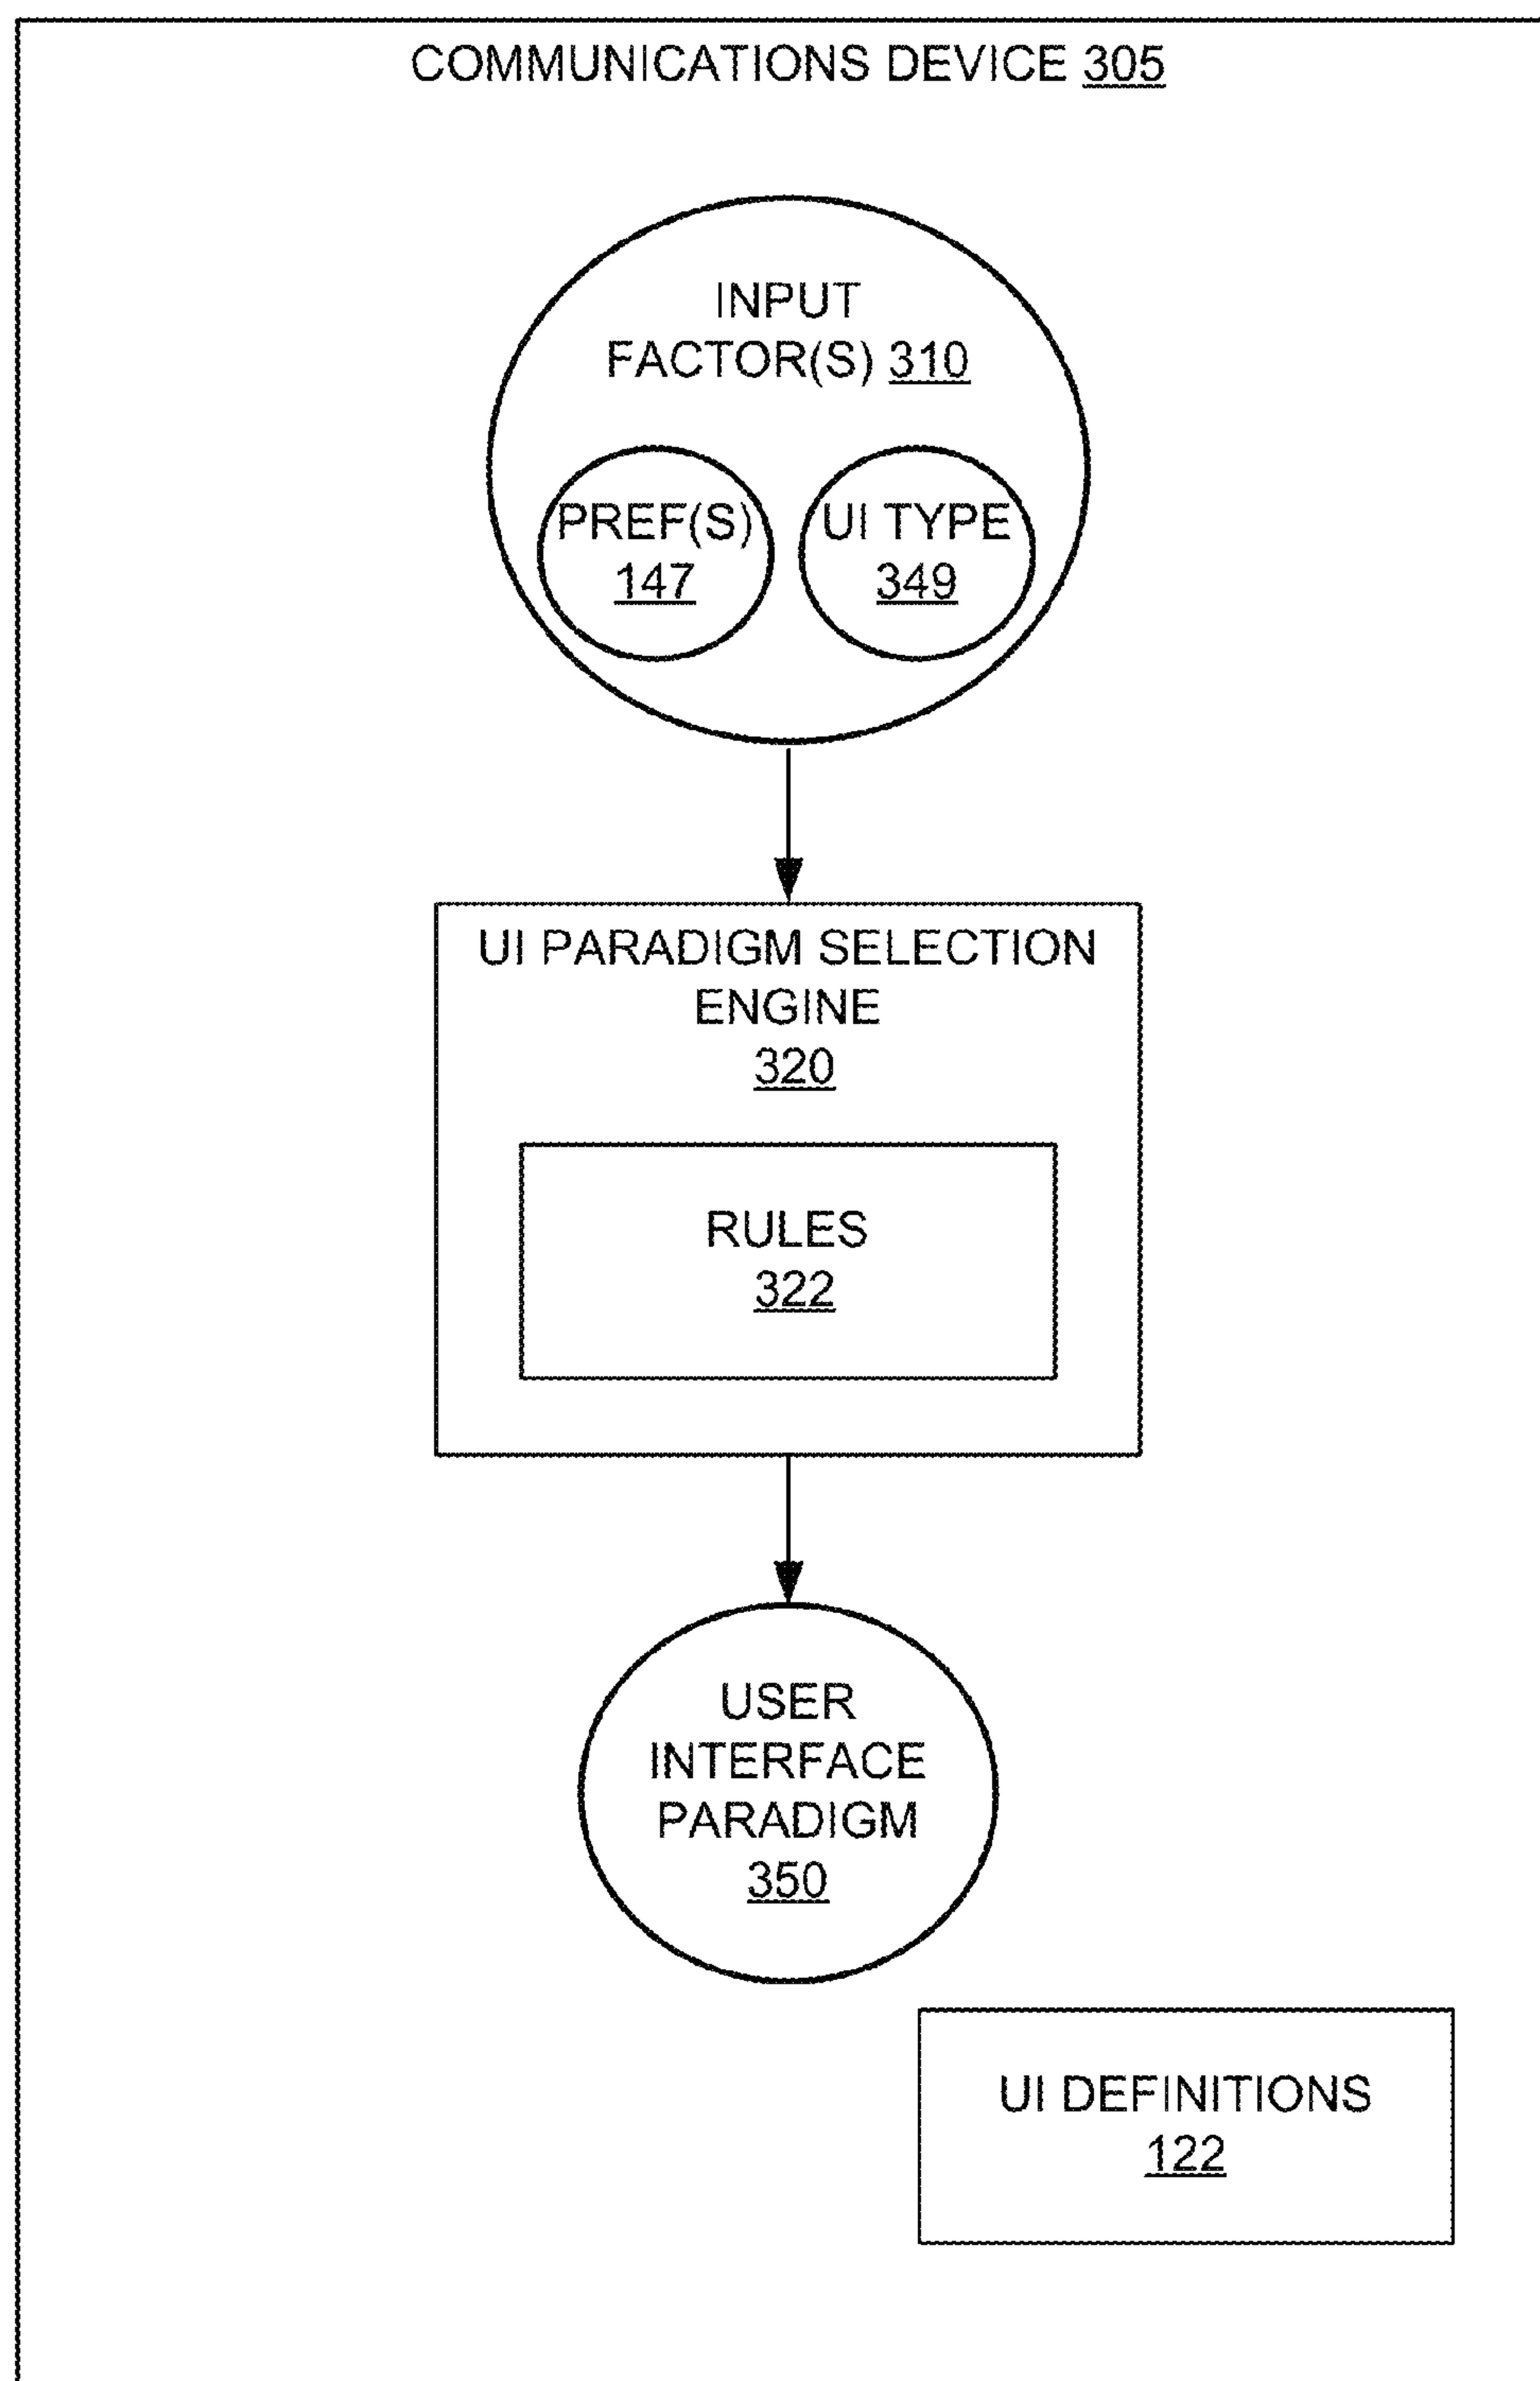 COMMUNICATIONS DEVICE 305
INPUT
FACTOR(S) 310
PREF(S)
147
UI TYPE
349
UI PARADIGM SELECTION
ENGINE
320
RULES
322
USER
INTERFACE
PARADIGM
350
UI DEFINITIONS
122